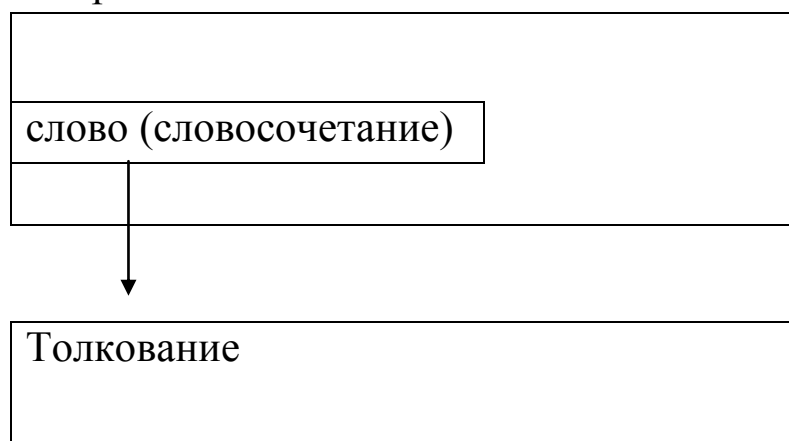 слово (словосочетание)
Толкование